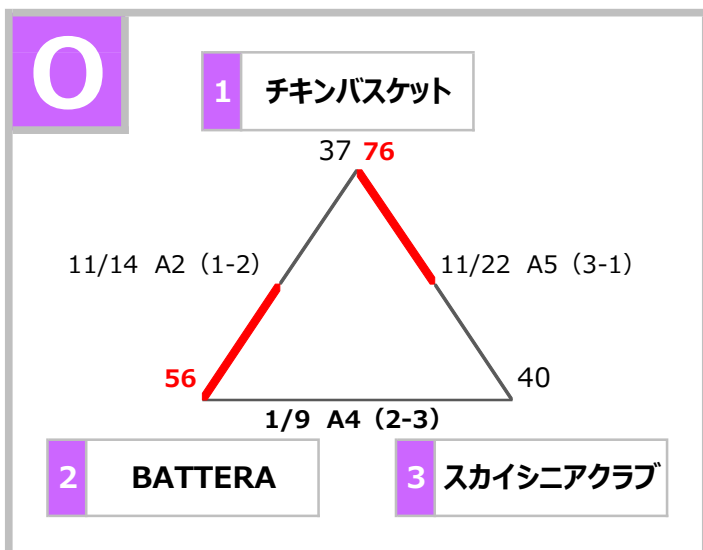 O
1 チキンバスケット
37 76
11/14 A2（1-2）
11/22 A5（3-1）
56
40
1/9 A4（2-3）
2 BATTERA
3 スカイシニアクラブ